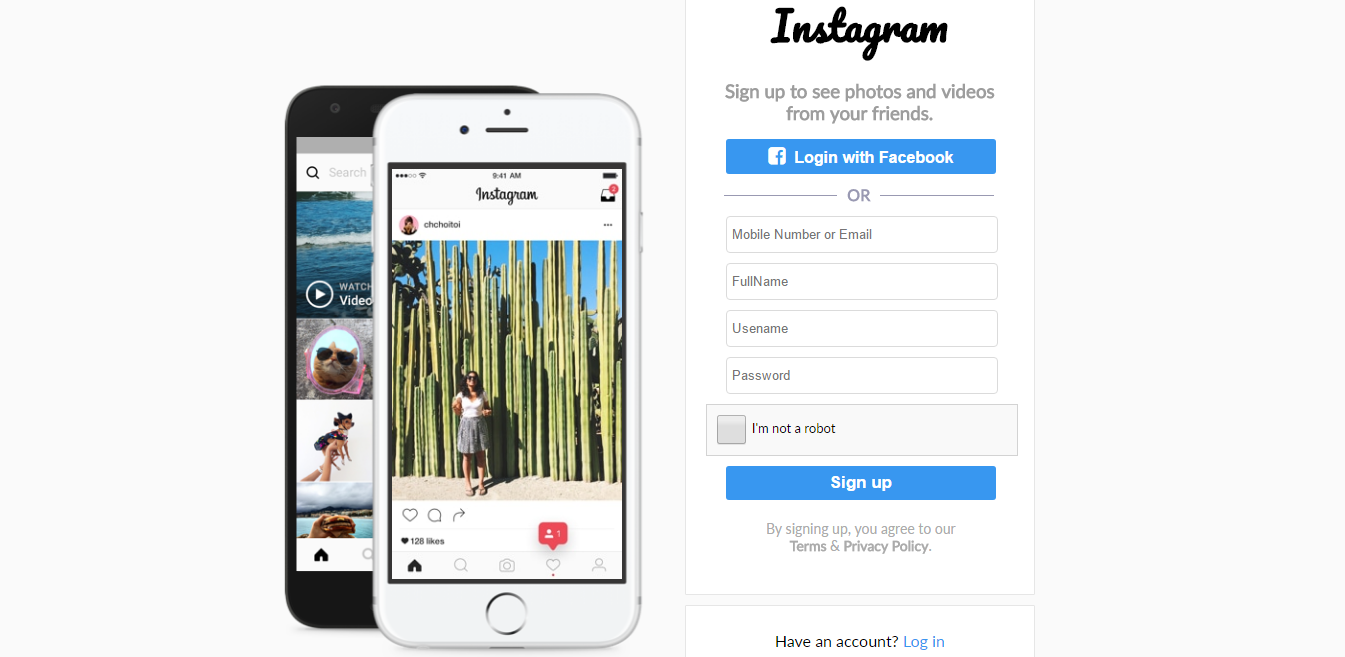 Instagram
Sign up to see photos and videos
from your friends.
Login with Facebook
OR
Mobile Number or Email
FullName
Usename
Password
I'm not a robot
Sign up
By signing up, you agree to our
Terms & Privacy Policy.
Have an account? Log in
Search
WATCH
Video
9:41 AM
Instagram
2
chchoitoi
128 likes
1